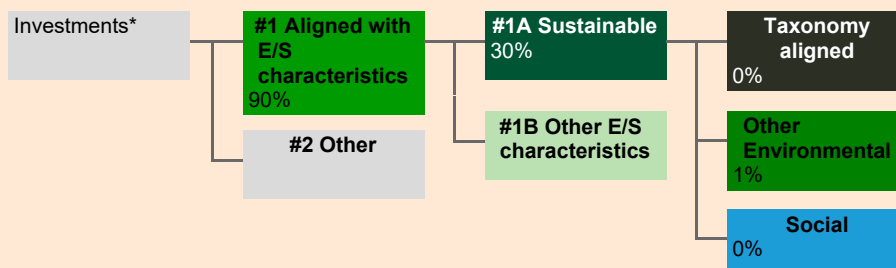 Investments*
#1 Aligned with
E/S
characteristics
90%
#2 Other
#1A Sustainable
30%
#1B Other E/S
characteristics
Taxonomy
aligned
0%
Other
Environmental
1%
Social
0%